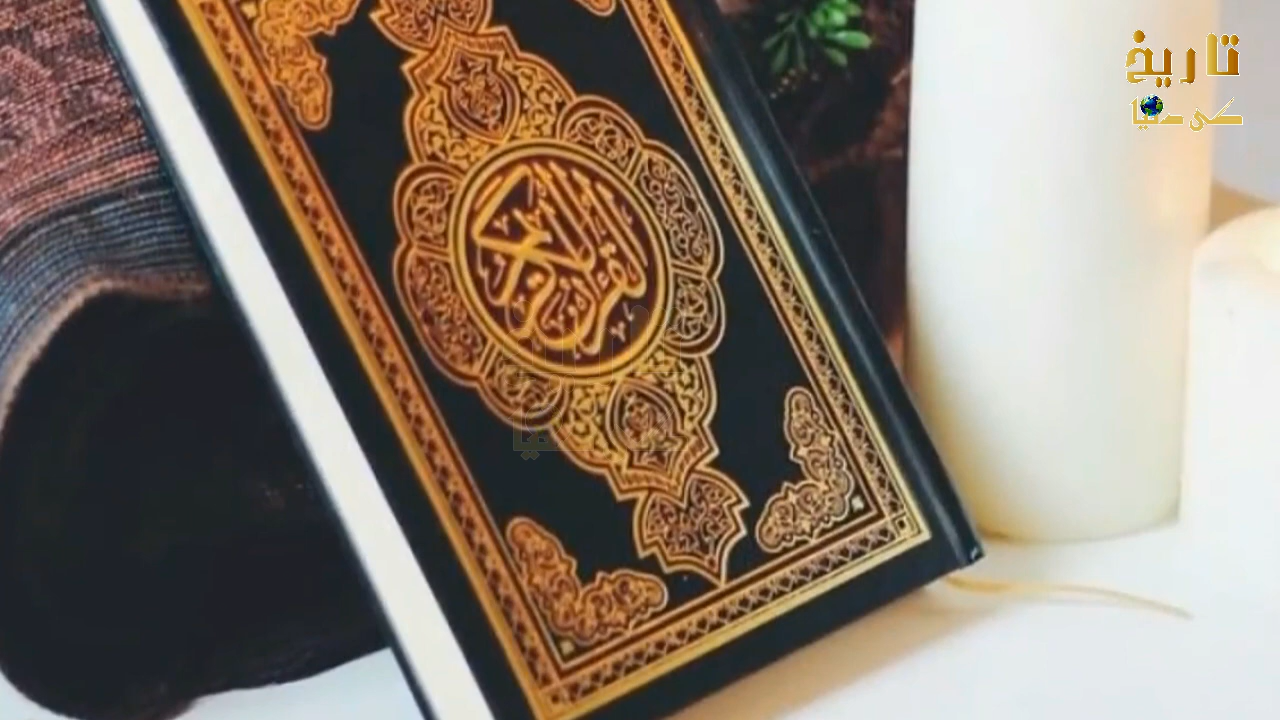 تاریخ
کی دنیا
القرآن الكريم